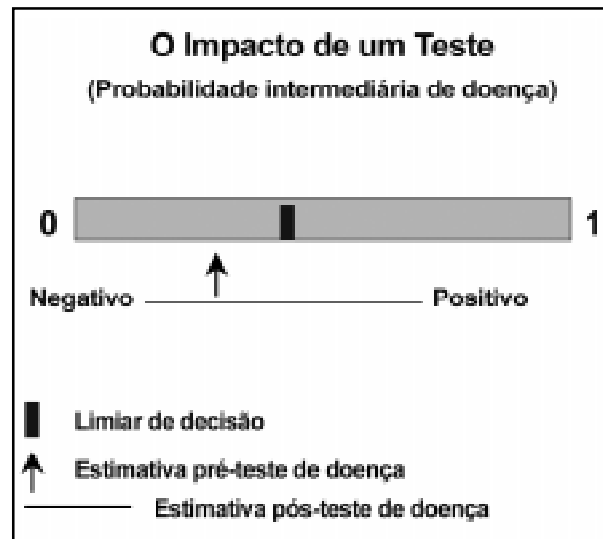 O Impacto de um Teste
(Probabilidade intermediária de doença)
0 1
Negativo Positivo
Limiar de decisão
Estimativa pré-teste de doença
Estimativa pós-teste de doença